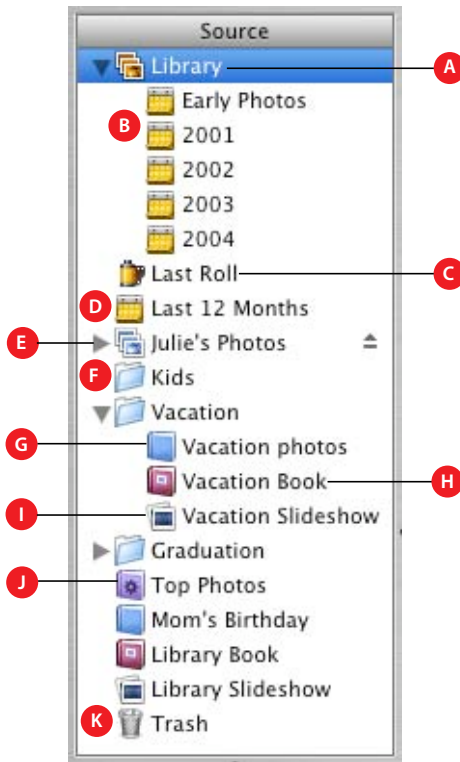 Source
Library A
Early Photos
B 2001
2002
2003
2004
Last Roll C
D Last 12 Months
E Julie's Photos
F Kids
Vacation
G Vacation photos
Vacation Book H
I Vacation Slideshow
Graduation
J Top Photos
Mom's Birthday
Library Book
Library Slideshow
K Trash